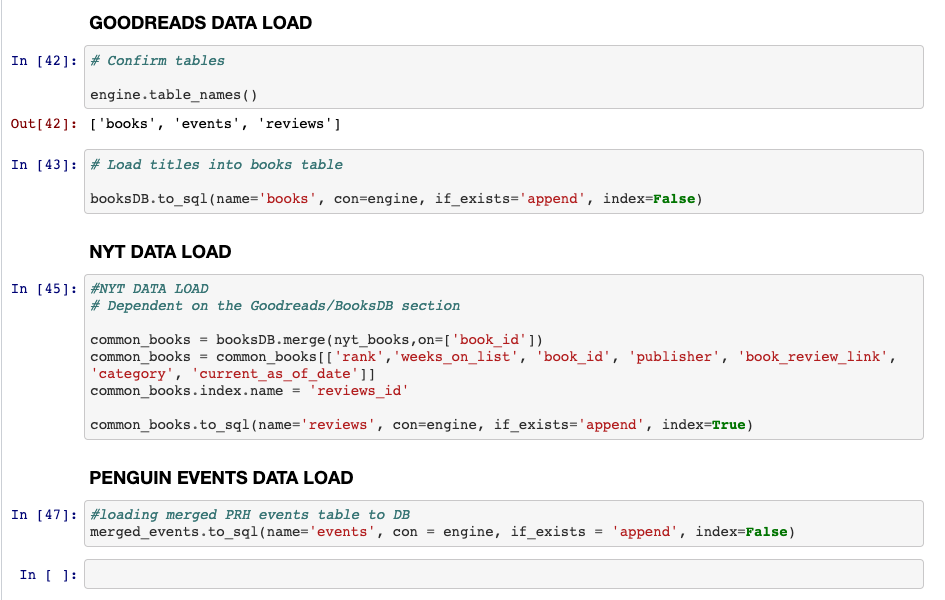 GOODREADS DATA LOAD
In [42]: # Confirm tables
engine.table_names()
Out[42]: ['books', 'events', 'reviews']
In [43]: # Load titles into books table
booksDB.to_sql(name='books', con=engine, if_exists='append', index=False)
NYT DATA LOAD
In [45]: #NYT DATA LOAD
# Dependent on the Goodreads/BooksDB section
common_books = booksDB.merge(nyt_books,on=['book_id'])
common_books = common_books[['rank','weeks_on_list', 'book_id', 'publisher', 'book_review_link',
'category', 'current_as_of_date']]
common_books.index.name = 'reviews_id'
common_books.to_sql(name='reviews', con=engine, if_exists='append', index=True)
PENGUIN EVENTS DATA LOAD
In [47]: #loading merged PRH events table to DB
merged_events.to_sql(name='events', con = engine, if_exists = 'append', index=False)
In [ ]: